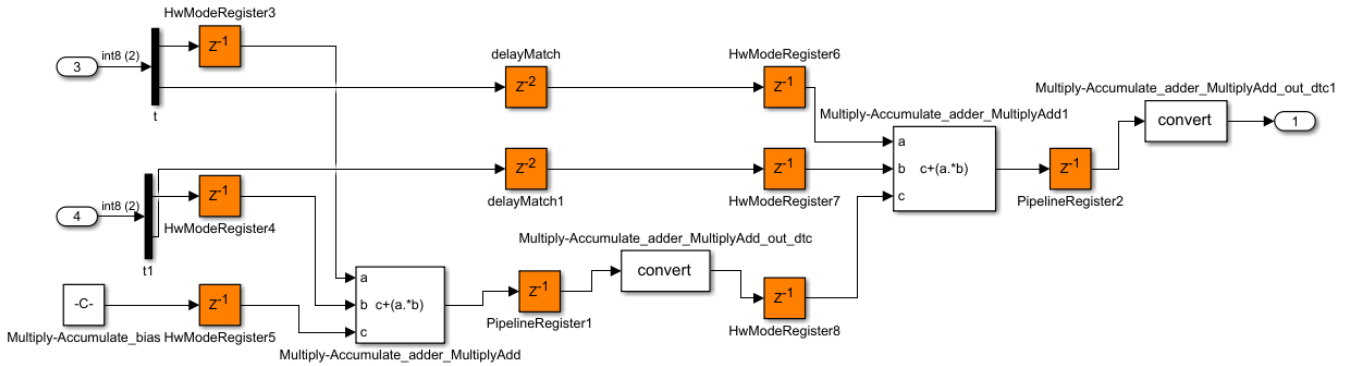 HwModeRegister3
Z-1
3
int8 (2)
t
delayMatch
Z-2
HwModeRegister6
Z-1
Multiply-Accumulate_adder_MultiplyAdd_out_dtc1
convert
1
Multiply-Accumulate_adder_MultiplyAdd1
a
b
c
c+(a.*b)
Z-1
PipelineRegister2
4
int8 (2)
t1
Z-1
HwModeRegister4
Z-2
delayMatch1
Z-1
HwModeRegister7
-C-
Multiply-Accumulate_bias
Z-1
HwModeRegister5
a
b
c
c+(a.*b)
Multiply-Accumulate_adder_MultiplyAdd
Z-1
PipelineRegister1
Multiply-Accumulate_adder_MultiplyAdd_out_dtc
convert
Z-1
HwModeRegister8